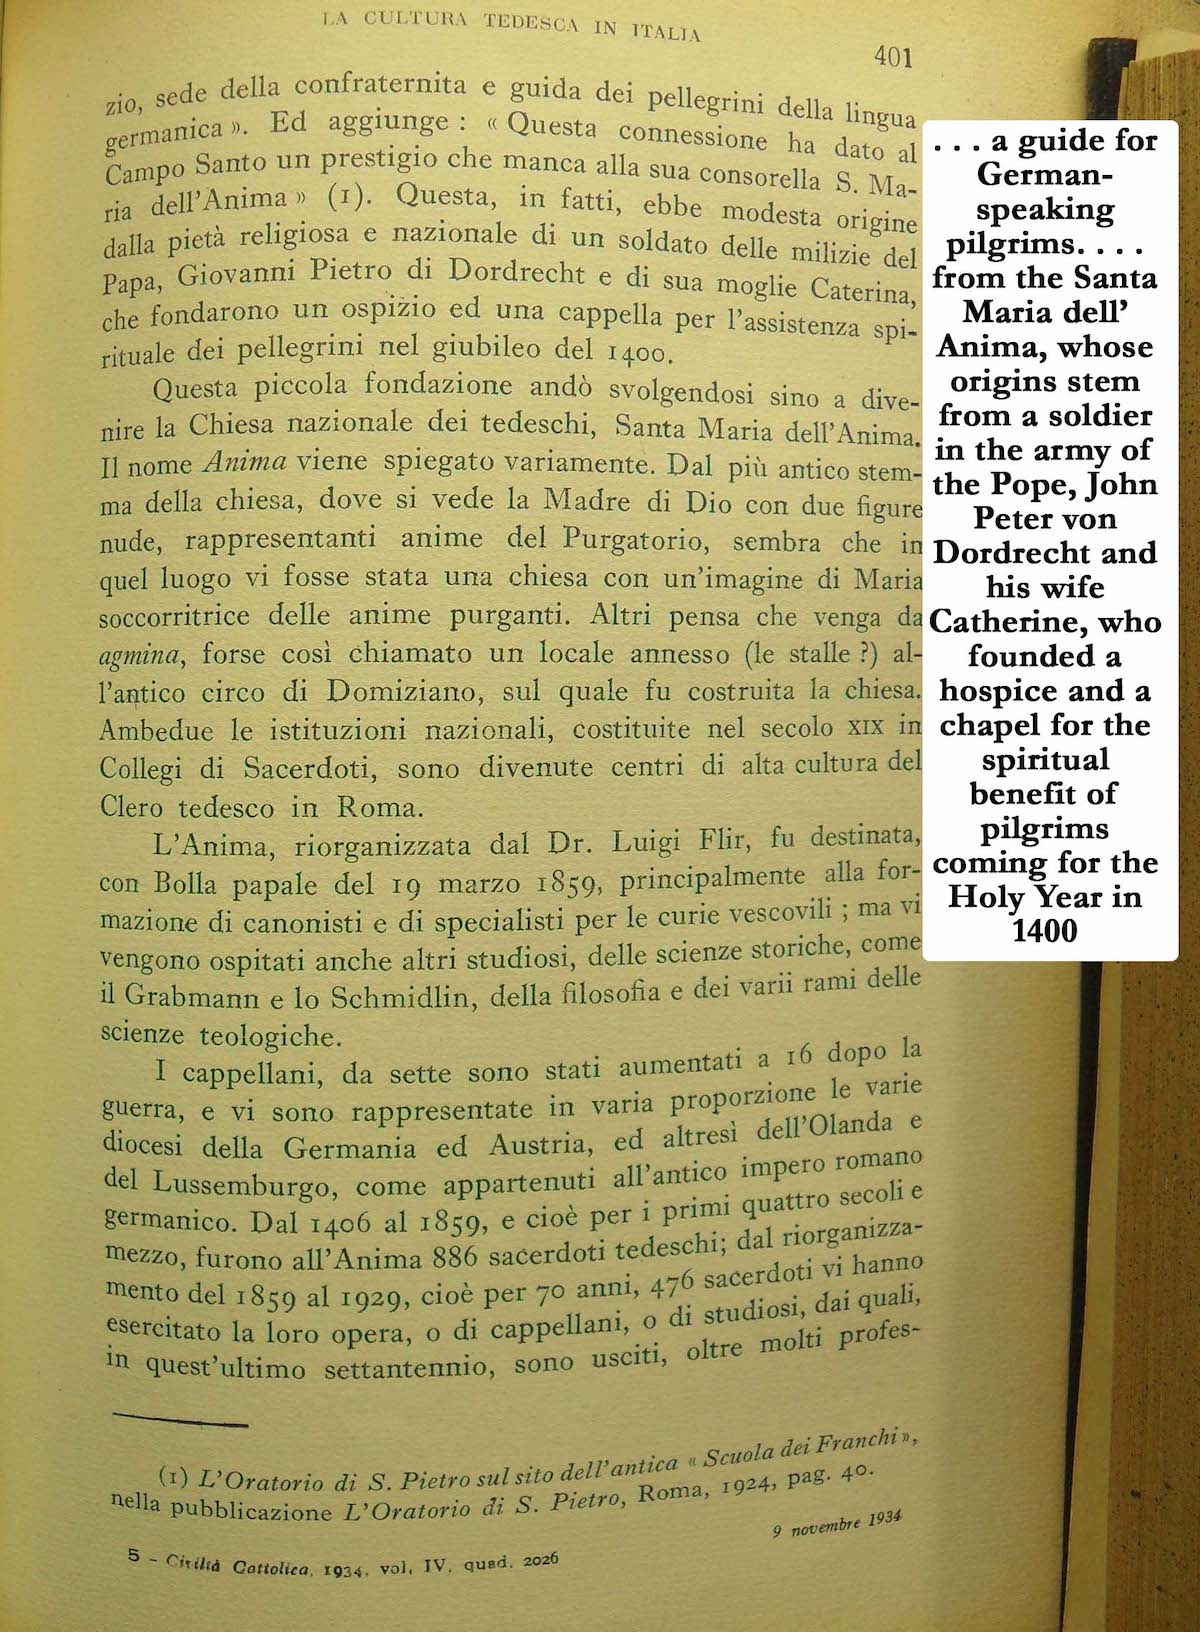 LA CULTURA TEDESCA IN ITALIA
401
zio, sede della confraternita e guida dei pellegrini della lingua
germanica ». Ed aggiunge : « Questa connessione ha dato al
Campo Santo un prestigio che manca alla sua consorella S. Ma-
ria dell'Anima » (1). Questa, in fatti, ebbe modesta origine
dalla pietà religiosa e nazionale di un soldato delle milizie del
Papa, Giovanni Pietro di Dordrecht e di sua moglie Caterina,
che fondarono un ospizio ed una cappella per l'assistenza spi-
rituale dei pellegrini nel giubileo del 1400.
Questa piccola fondazione andò svolgendosi sino a dive-
nire la Chiesa nazionale dei tedeschi, Santa Maria dell'Anima.
Il nome Anima viene spiegato variamente. Dal più antico stem-
ma della chiesa, dove si vede la Madre di Dio con due figure
nude, rappresentanti anime del Purgatorio, sembra che in
quel luogo vi fosse stata una chiesa con un'imagine di Maria
soccorritrice delle anime purganti. Altri pensa che venga da
agmina, forse così chiamato un locale annesso (le stalle ?) al-
l'antico circo di Domiziano, sul quale fu costruita la chiesa.
Ambedue le istituzioni nazionali, costituite nel secolo XIX in
Collegi di Sacerdoti, sono divenute centri di alta cultura del
Clero tedesco in Roma.
L'Anima, riorganizzata dal Dr. Luigi Flir, fu destinata,
con Bolla papale del 19 marzo 1859, principalmente alla for-
mazione di canonisti e di specialisti per le curie vescovili ; ma vi
vengono ospitati anche altri studiosi, delle scienze storiche, come
il Grabmann e lo Schmidlin, della filosofia e dei varii rami delle
scienze teologiche.
I cappellani, da sette sono stati aumentati a 16 dopo la
guerra, e vi sono rappresentate in varia proporzione le varie
diocesi della Germania ed Austria, ed altresì dell'Olanda e
del Lussemburgo, come appartenuti all'antico impero romano
germanico. Dal 1406 al 1859, e cioè per i primi quattro secoli e
mezzo, furono all'Anima 886 sacerdoti tedeschi; dal riorganizza-
mento del 1859 al 1929, cioè per 70 anni, 476 sacerdoti vi hanno
esercitato la loro opera, o di cappellani, o di studiosi, dai quali,
in quest'ultimo settantennio, sono usciti, oltre molti profes-
(1) L'Oratorio di S. Pietro sul sito dell'antica « Scuola dei Franchi »,
nella pubblicazione L'Oratorio di S. Pietro, Roma, 1924, pag. 40.
5 - Civiltà Cattolica, 1934, vol. IV, quad. 2026
9 novembre 1934
. . . a guide for
German-
speaking
pilgrims. . . .
from the Santa
Maria dell'
Anima, whose
origins stem
from a soldier
in the army of
the Pope, John
Peter von
Dordrecht and
his wife
Catherine, who
founded a
hospice and a
chapel for the
spiritual
benefit of
pilgrims
coming for the
Holy Year in
1400